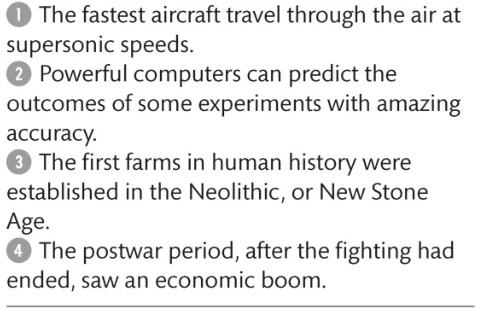 1 The fastest aircraft travel through the air at
supersonic speeds.
2 Powerful computers can predict the
outcomes of some experiments with amazing
accuracy.
3 The first farms in human history were
established in the Neolithic, or New Stone
Age.
4 The postwar period, after the fighting had
ended, saw an economic boom.